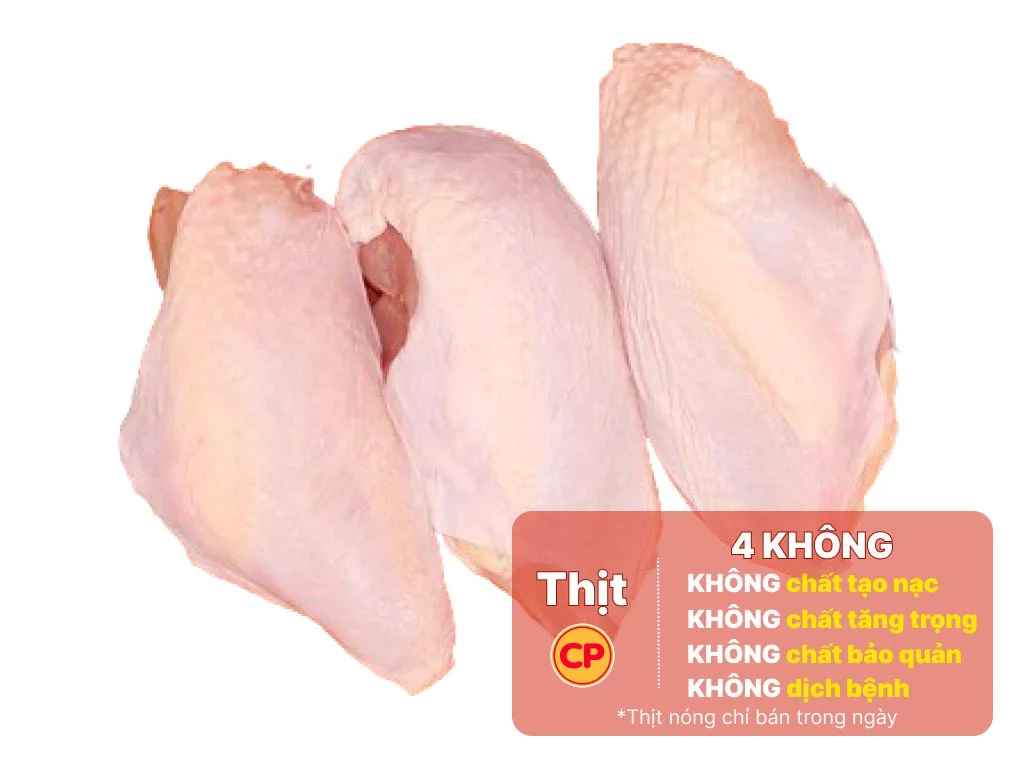 Thịt
CP
4 KHÔNG
KHÔNG chất tạo nạc
KHÔNG chất tăng trọng
KHÔNG chất bảo quản
KHÔNG dịch bệnh
*Thịt nóng chỉ bán trong ngày